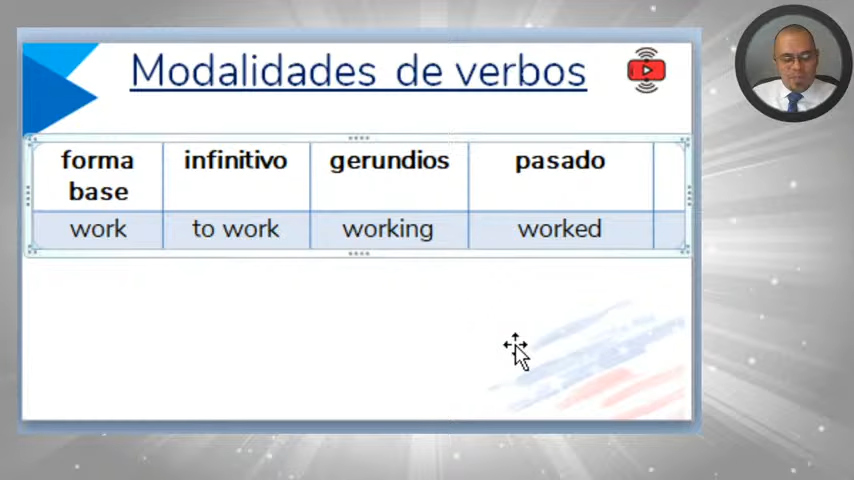 Modalidades de verbos
forma base infinitivo gerundios pasado
work to work working worked